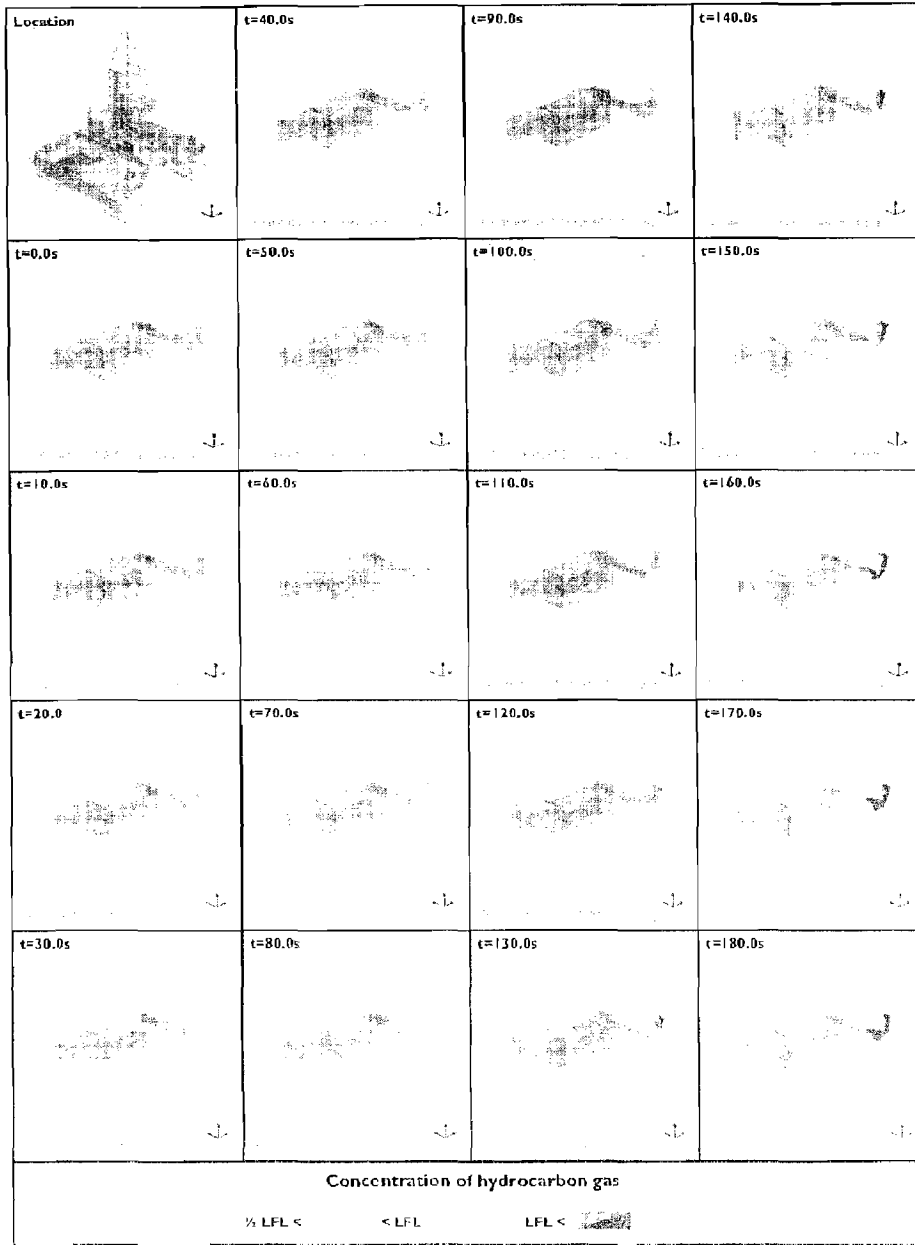 Location
t=40.0s
t=90.0s
t=140.0s
t=0.0s
t=50.0s
t=100.0s
t=150.0s
t=10.0s
t=60.0s
t=110.0s
t=160.0s
t=20.0
t=70.0s
t=120.0s
t=170.0s
t=30.0s
t=80.0s
t=130.0s
t=180.0s
Concentration of hydrocarbon gas
½ LFL < < LFL LFL <